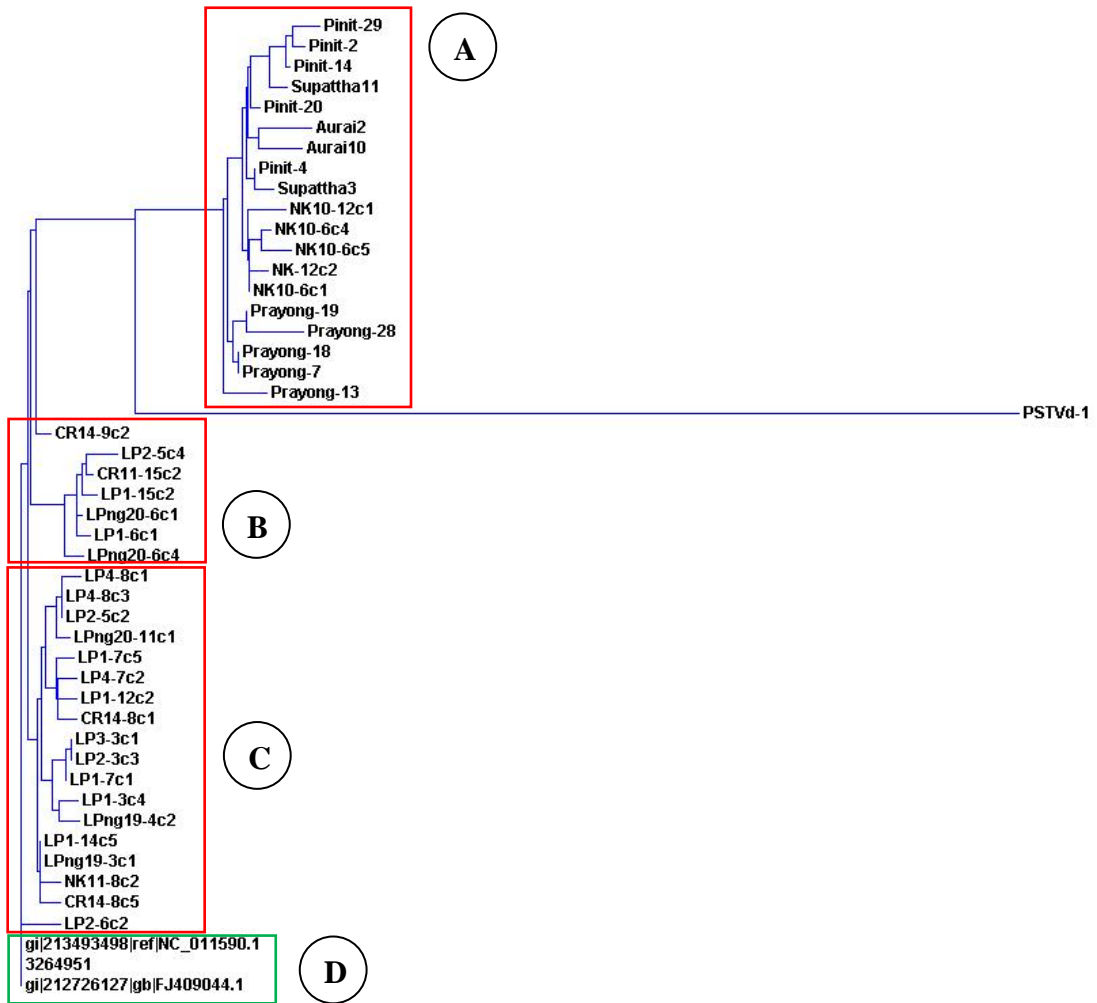 Pinit-29
A
Pinit-2
Pinit-14
Supattha11
Pinit-20
Aurai2
Aurai10
Pinit-4
Supattha3
NK10-12c1
NK10-6c4
NK10-6c5
NK-12c2
NK10-6c1
Prayong-19
Prayong-28
Prayong-18
Prayong-7
Prayong-13
PSTVd-1
CR14-9c2
LP2-5c4
CR11-15c2
LP1-15c2
LPng20-6c1
B
LP1-6c1
LPng20-6c4
LP4-8c1
LP4-8c3
LP2-5c2
LPng20-11c1
LP1-7c5
LP4-7c2
LP1-12c2
CR14-8c1
LP3-3c1
C
LP2-3c3
LP1-7c1
LP1-3c4
LPng19-4c2
LP1-14c5
LPng19-3c1
NK11-8c2
CR14-8c5
LP2-6c2
gi|213493498|ref|NC_011590.1
3264951
D
gi|212726127|gb|FJ409044.1